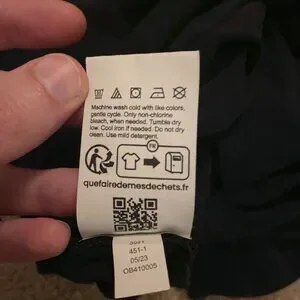 Machine wash cold with like colors,
gentle cycle. Only non-chlorine
bleach, when needed. Tumble dry
low. Cool iron if needed. Do not dry
clean. Use mild detergent.
FR
quefairedemesdechets.fr
451-1
05/23
OB410005